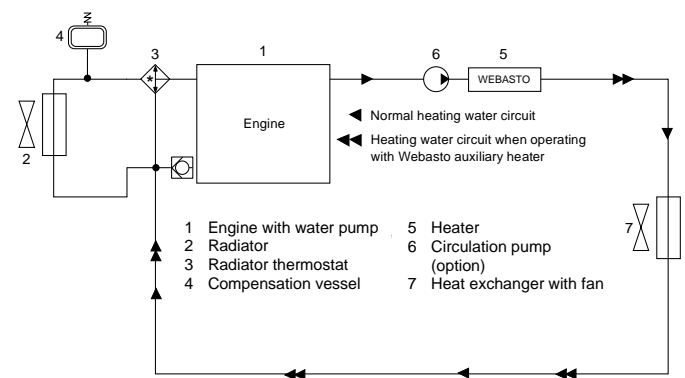 4
3
1
6
5
WEBASTO
Engine
Normal heating water circuit
Heating water circuit when operating
with Webasto auxiliary heater
2
7
1 Engine with water pump
2 Radiator
3 Radiator thermostat
4 Compensation vessel
5 Heater
6 Circulation pump
(option)
7 Heat exchanger with fan